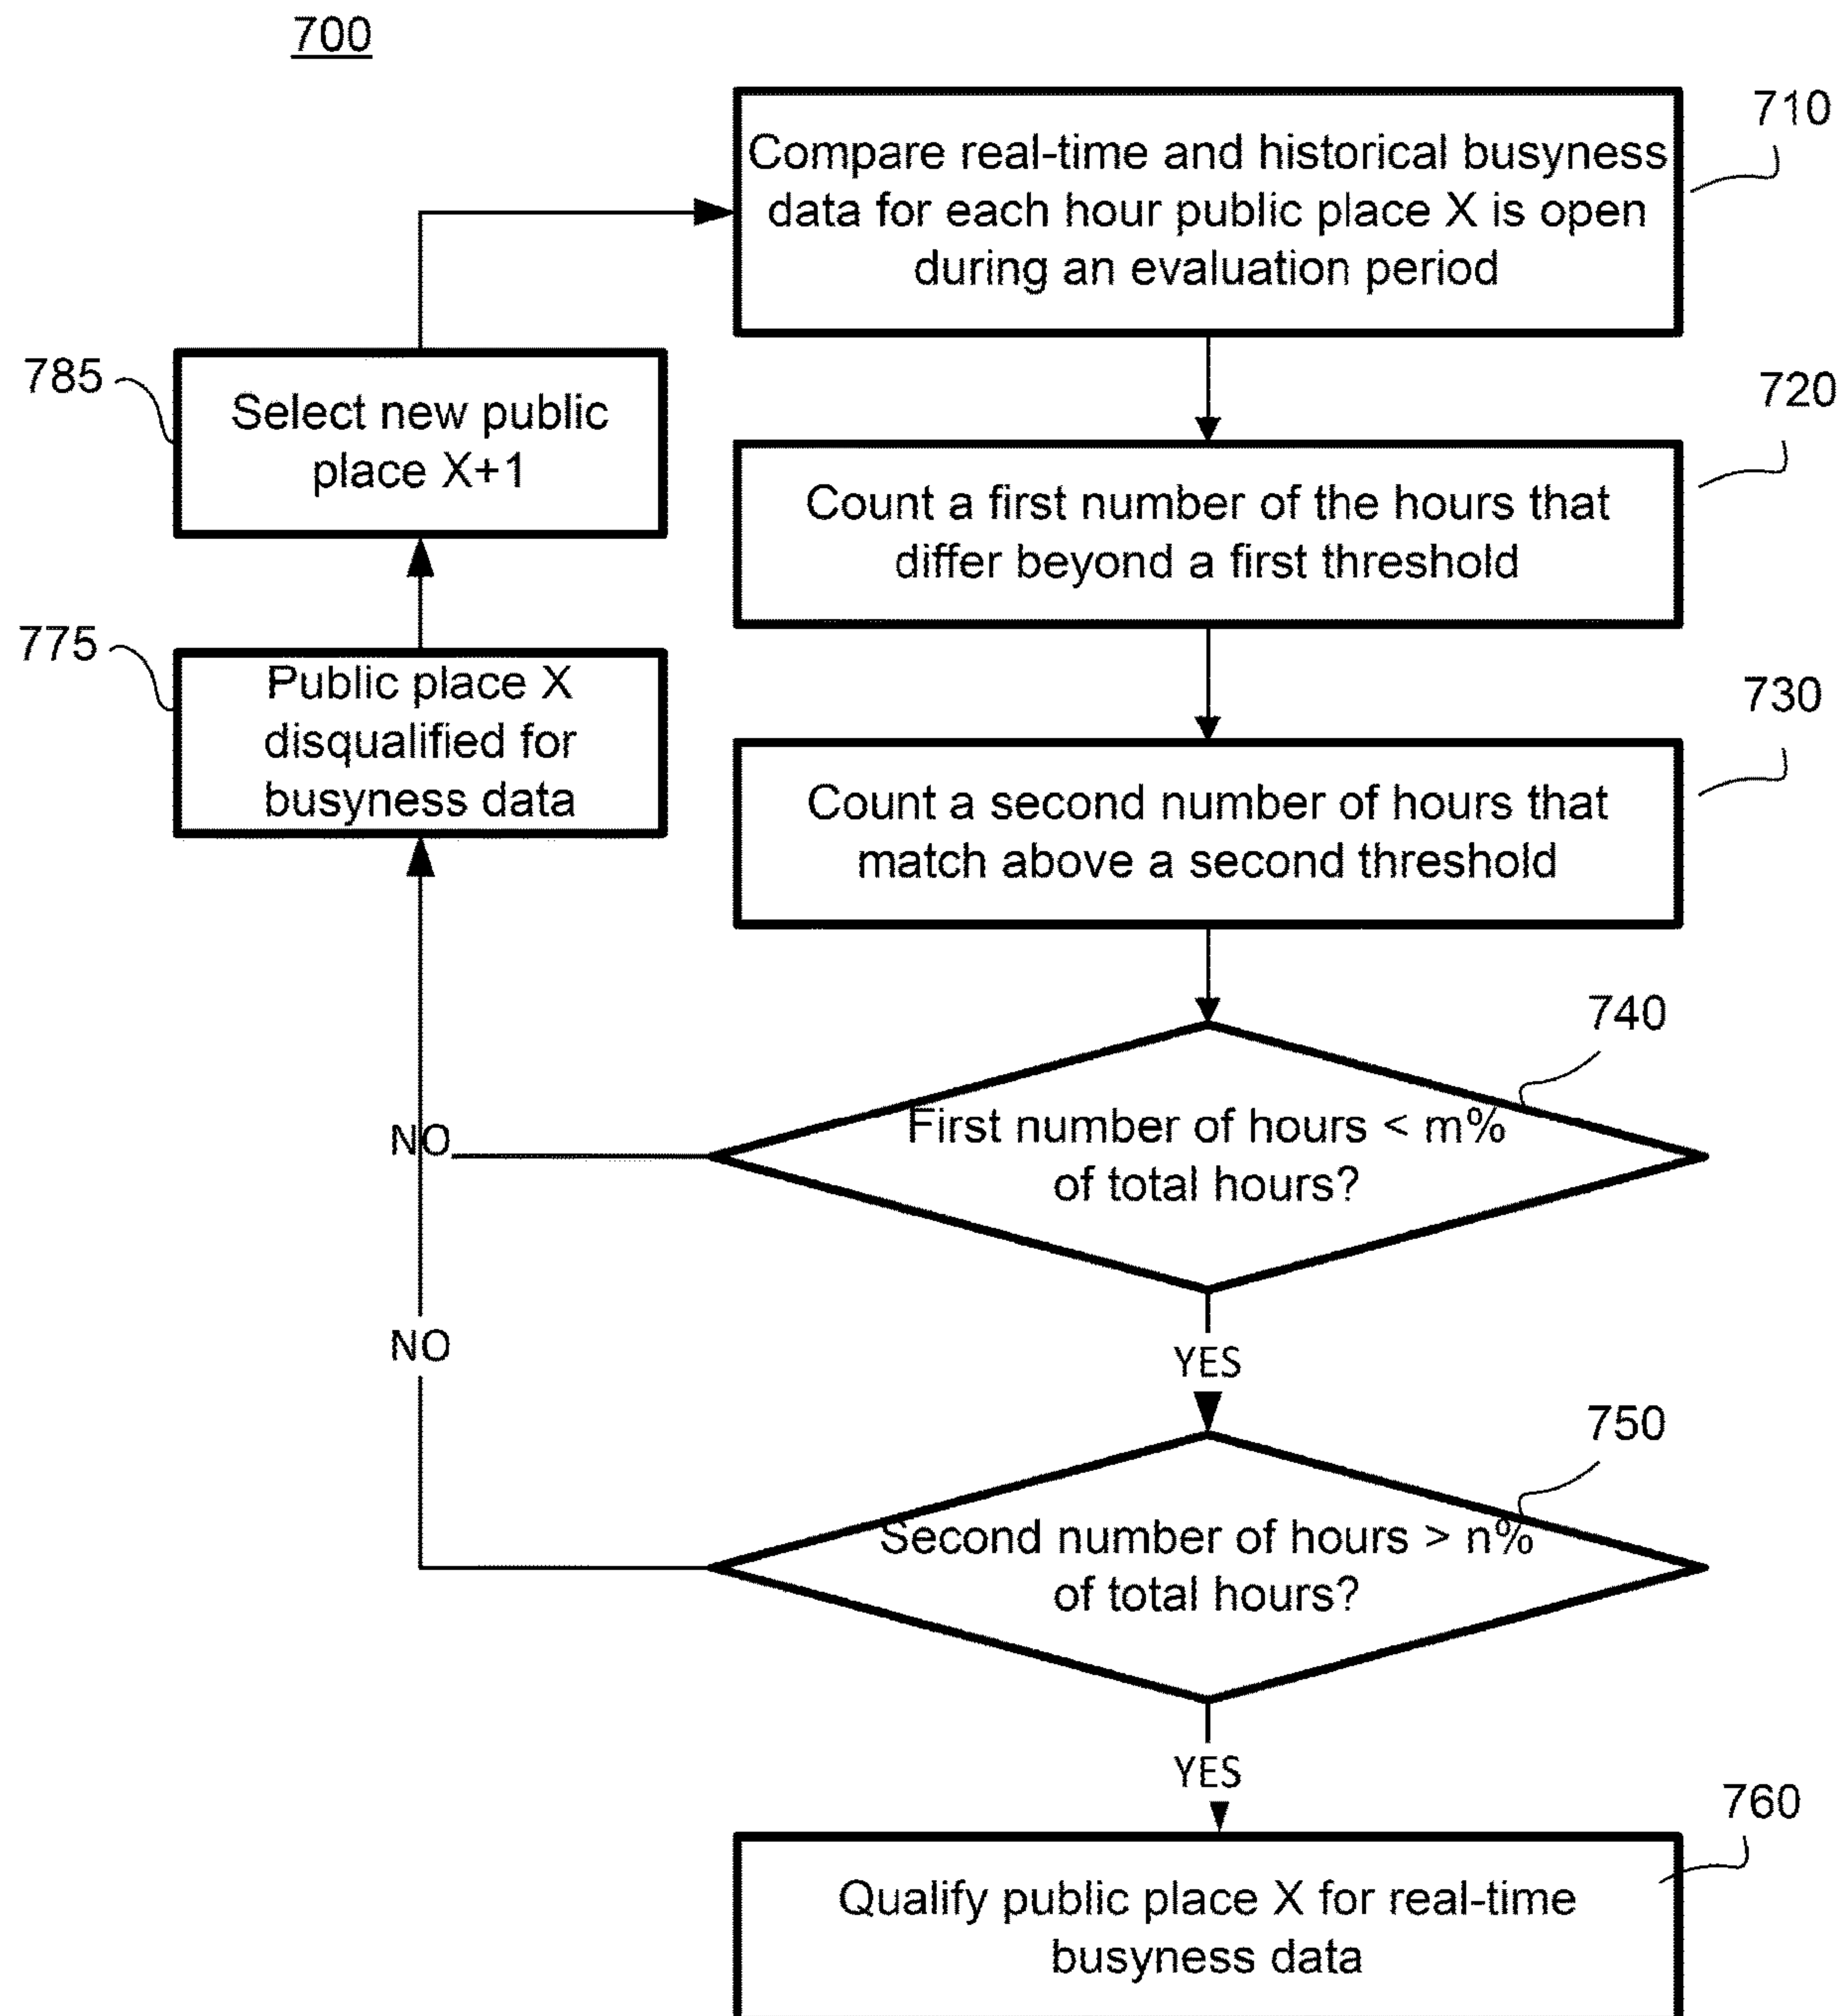 700
710
Compare real-time and historical busyness
data for each hour public place X is open
during an evaluation period
785
Select new public
place X+1
720
Count a first number of the hours that
differ beyond a first threshold
775
Public place X
disqualified for
busyness data
730
Count a second number of hours that
match above a second threshold
740
First number of hours < m%
of total hours?
NO
YES
NO
750
Second number of hours > n%
of total hours?
YES
760
Qualify public place X for real-time
busyness data